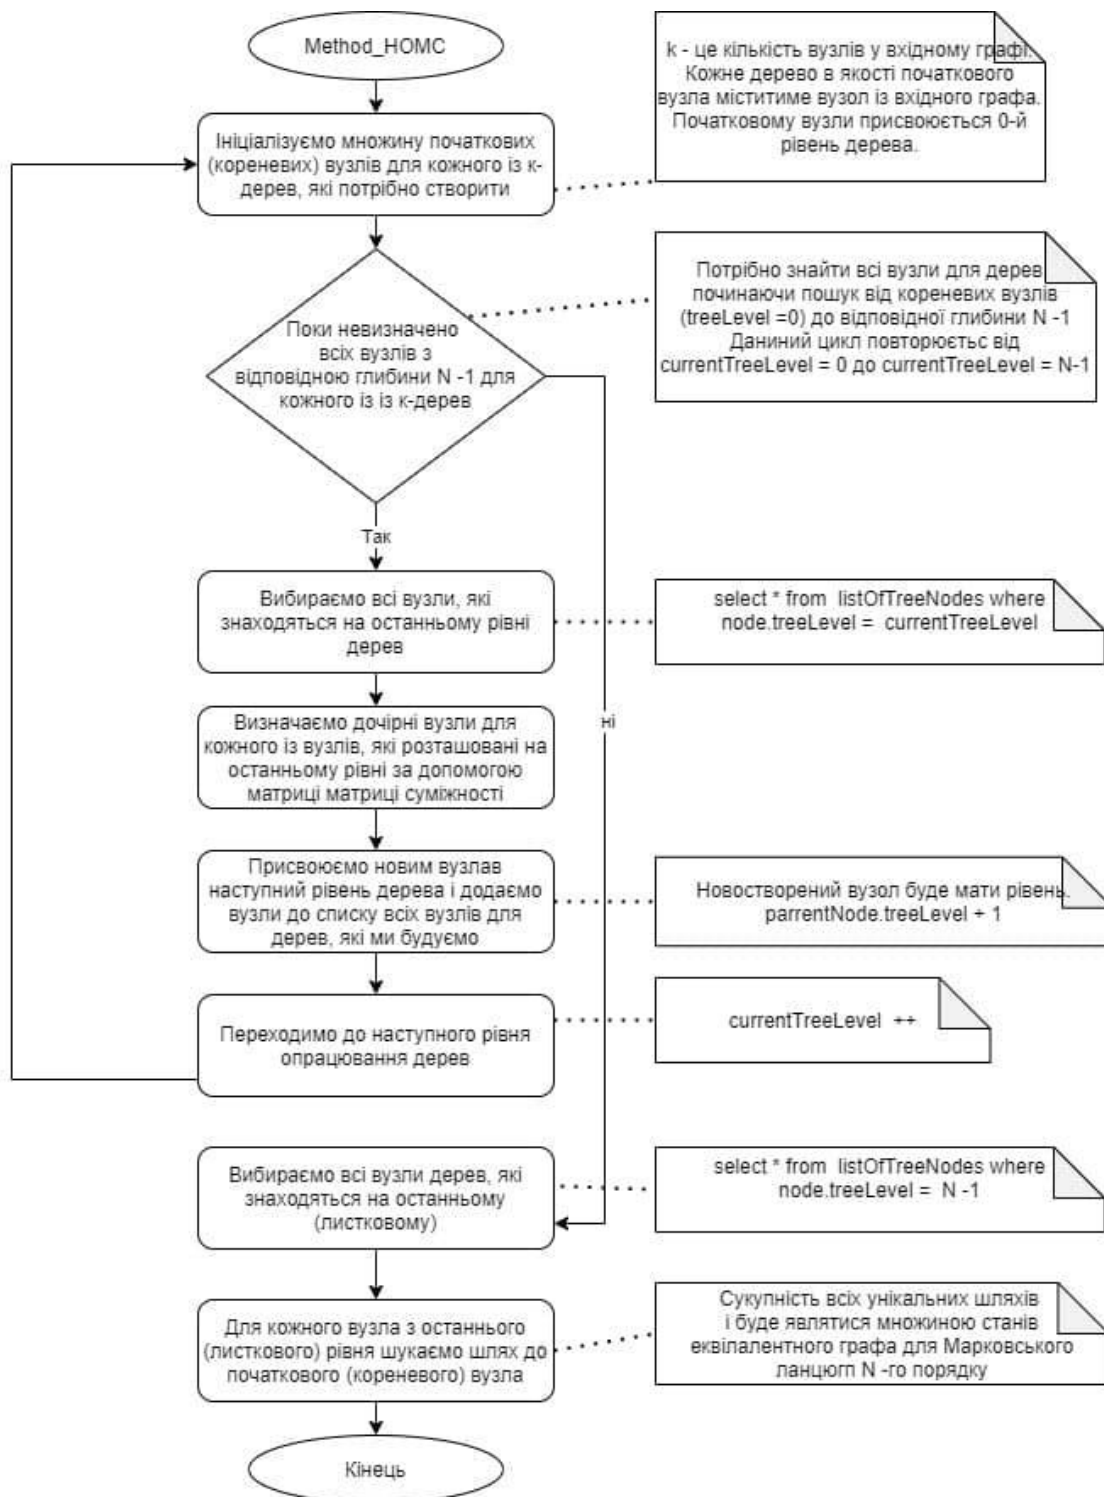 Method_HOMC
k - це кількість вузлів у вхідному графі.
Кожне дерево в якості початкового
вузла міститиме вузол із вхідного графа.
Початковому вузли присвоюється 0-й
рівень дерева.
Ініціалізуємо множину початкових
(кореневих) вузлів для кожного із к-
дерев, які потрібно створити
Потрібно знайти всі вузли для дерев
починаючи пошук від кореневих вузлів
(treeLevel =0) до відповідної глибини N -1
Даниний цикл повторюєтьс від
currentTreeLevel = 0 до currentTreeLevel = N-1
Поки невизначено
всіх вузлів з
відповідною глибини N -1 для
кожного із із к-дерев
Так
ні
Вибираємо всі вузли, які
знаходяться на останньому рівні
дерев
select * from listOfTreeNodes where
node.treeLevel = currentTreeLevel
Визначаємо дочірні вузли для
кожного із вузлів, які розташовані на
останньому рівні за допомогою
матриці матриці суміжності
Присвоюємо новим вузлав
наступний рівень дерева і додаємо
вузли до списку всіх вузлів для
дерев, які ми будуємо
Новостворений вузол буде мати рівень.
parrentNode.treeLevel + 1
Переходимо до наступного рівня
опрацювання дерев
currentTreeLevel ++
Вибираємо всі вузли дерев, які
знаходяться на останньому
(листковому)
select * from listOfTreeNodes where
node.treeLevel = N -1
Для кожного вузла з останнього
(листкового) рівня шукаємо шлях до
початкового (кореневого) вузла
Сукупність всіх унікальних шляхів
і буде являтися множиною станів
еквілалентного графа для Марковського
ланцюгп N -го порядку
Кінець